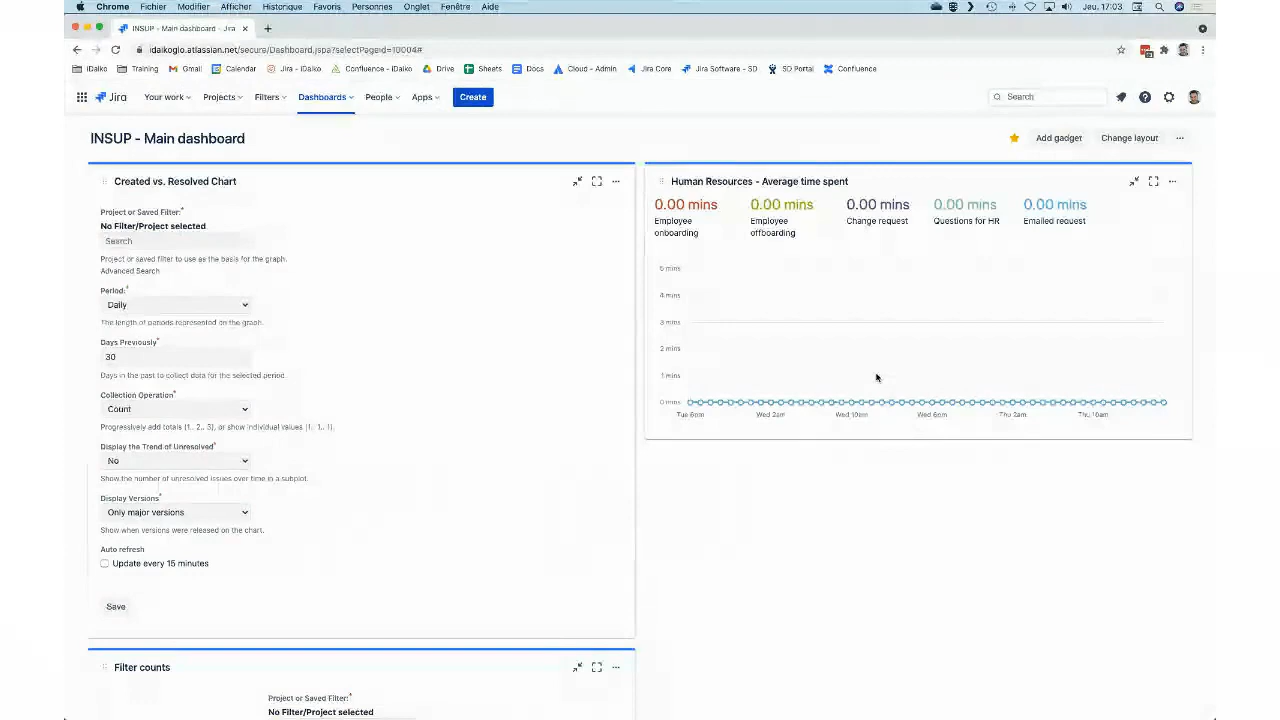 Chrome Fichier Modifier Afficher Historique Favoris Personnes Onglet Fenêtre Aide Jeu. 17:03
INSUP - Main dashboard - Jira
idaikoglo.atlassian.net/secure/Dashboard.jspa?selectPageId=10004#
iDaiko Training Gmail Calendar Jira - iDaiko Confluence - iDaiko Drive Sheets Docs Cloud - Admin Jira Core Jira Software - SD SD Portal Confluence
Jira Your work Projects Filters Dashboards People Apps Create Search
INSUP - Main dashboard
Add gadget Change layout
Created vs. Resolved Chart
Project or Saved Filter:*
No Filter/Project selected
Search
Project or saved filter to use as the basis for the graph.
Advanced Search
Period:*
Daily
The length of periods represented on the graph.
Days Previously*
30
Days in the past to collect data for the selected period.
Collection Operation*
Count
Progressively add totals (1.. 2.. 3), or show individual values (1.. 1.. 1).
Display the Trend of Unresolved*
No
Show the number of unresolved issues over time in a subplot.
Display Versions*
Only major versions
Show when versions were released on the chart.
Auto refresh
Update every 15 minutes
Save
Filter counts
Project or Saved Filter:*
No Filter/Project selected
Human Resources - Average time spent
0.00 mins 0.00 mins 0.00 mins 0.00 mins 0.00 mins
Employee Employee Change request Questions for HR Emailed request
onboarding offboarding
5 mins
4 mins
3 mins
2 mins
1 mins
0 mins
Tue 6pm Wed 2am Wed 10am Wed 6pm Thu 2am Thu 10am